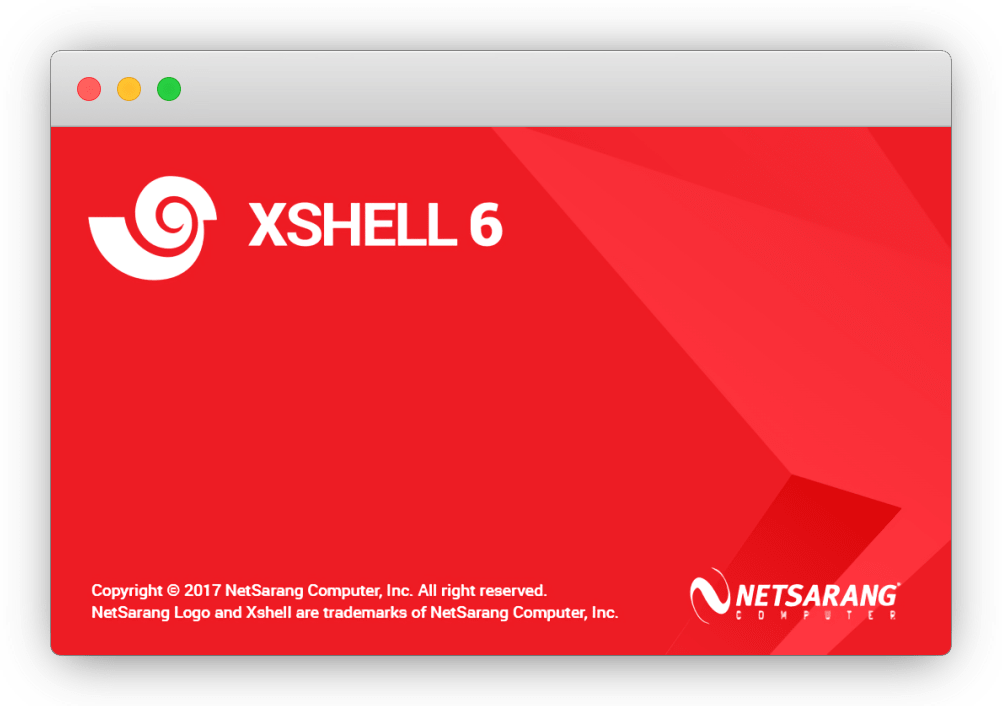 XSHELL 6
Copyright © 2017 NetSarang Computer, Inc. All right reserved.
NetSarang Logo and Xshell are trademarks of NetSarang Computer, Inc.
NETSARANG®
COMPUTER